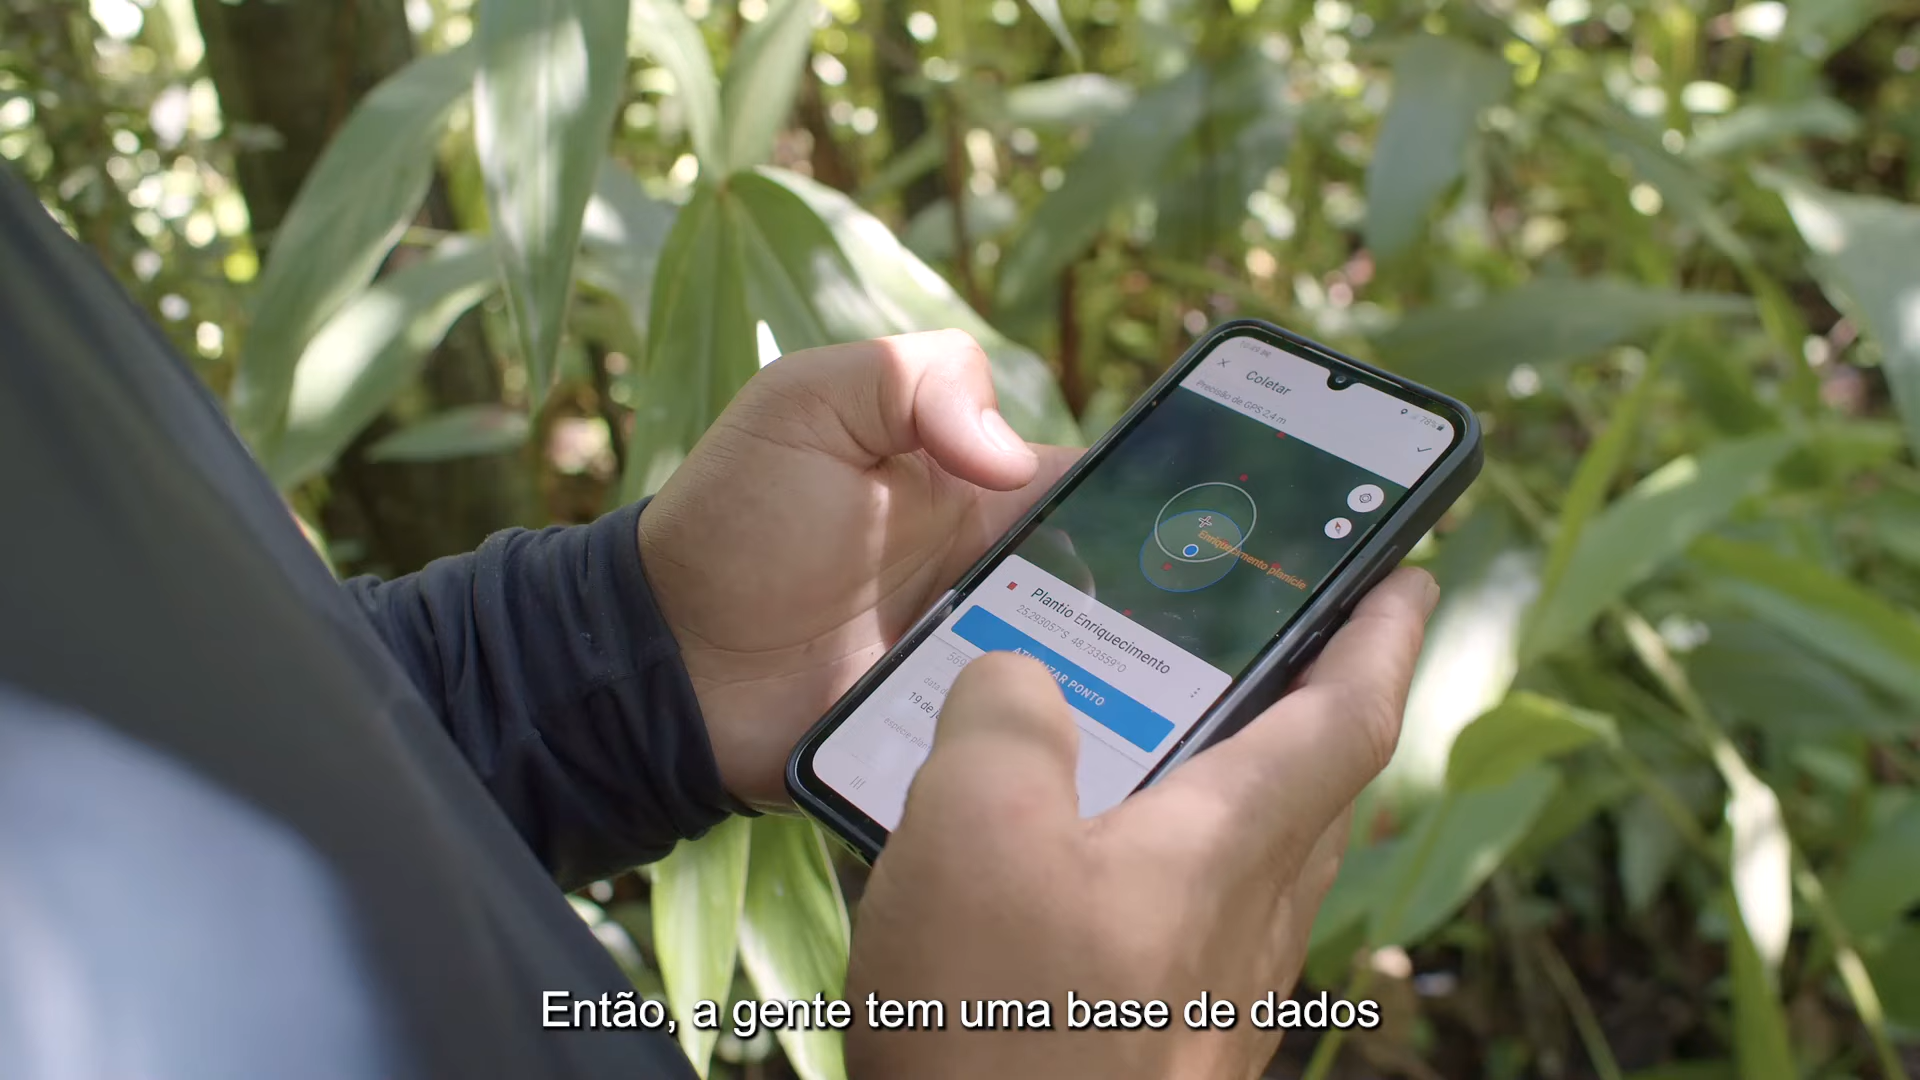 Coletar
78%
Precisão de GPS 2,4 m
Enriquecimento planície
Plantio Enriquecimento
25,293057°S 48,733559°O
PONTO
19 de
Então, a gente tem uma base de dados